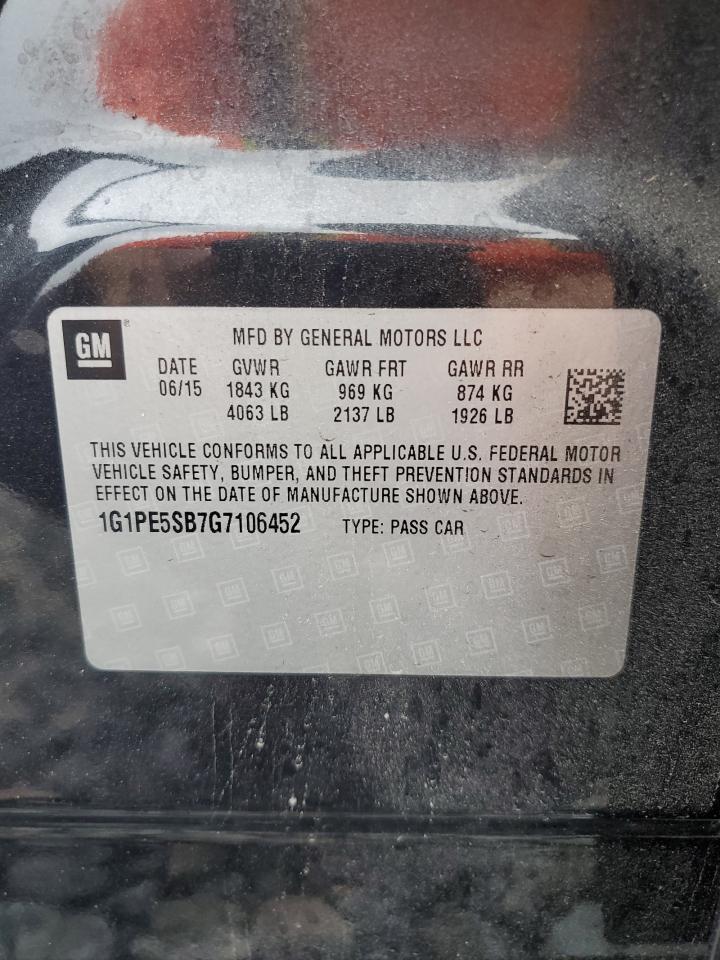 GM ®
MFD BY GENERAL MOTORS LLC
DATE GVWR GAWR FRT GAWR RR
06/15 1843 KG 969 KG 874 KG
4063 LB 2137 LB 1926 LB
THIS VEHICLE CONFORMS TO ALL APPLICABLE U.S. FEDERAL MOTOR
VEHICLE SAFETY, BUMPER, AND THEFT PREVENTION STANDARDS IN
EFFECT ON THE DATE OF MANUFACTURE SHOWN ABOVE.
1G1PE5SB7G7106452 TYPE: PASS CAR